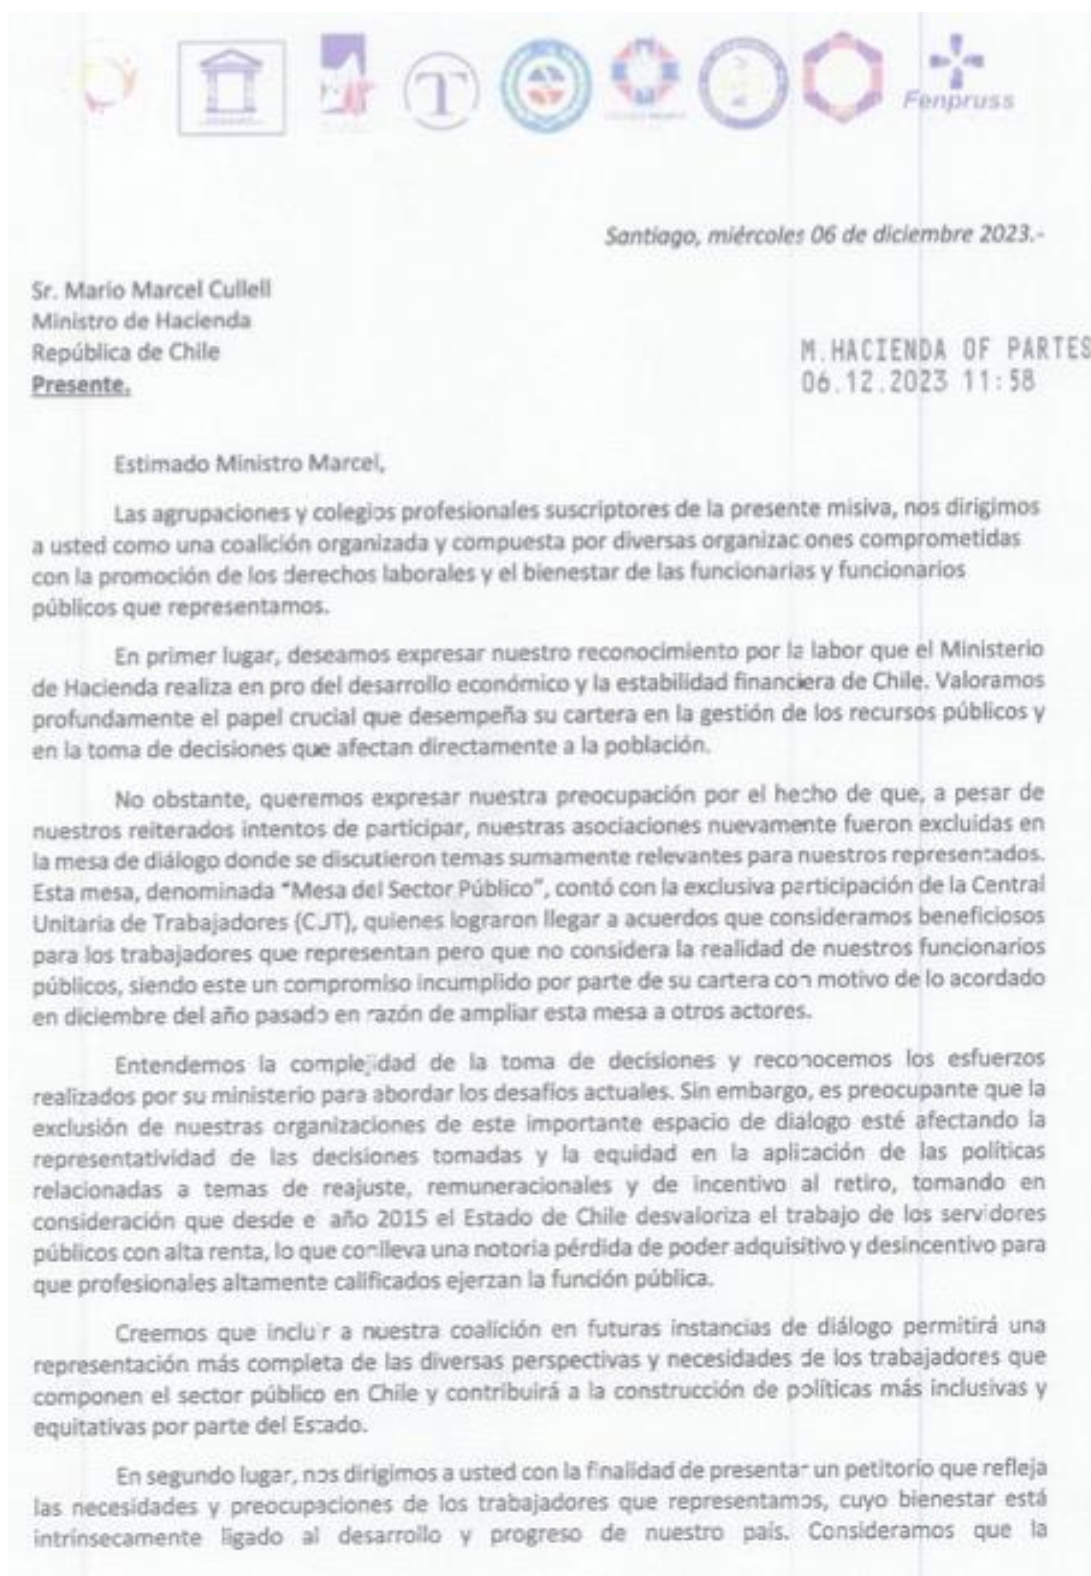 T
Fenpruss
Santiago, miércoles 06 de diciembre 2023.-
Sr. Mario Marcel Cullell
Ministro de Hacienda
República de Chile
Presente.
M.HACIENDA OF PARTES
06.12.2023 11:58
Estimado Ministro Marcel,
Las agrupaciones y colegios profesionales suscriptores de la presente misiva, nos dirigimos
a usted como una coalición organizada y compuesta por diversas organizac ones comprometidas
con la promoción de los derechos laborales y el bienestar de las funcionarias y funcionarios
públicos que representamos.
En primer lugar, deseamos expresar nuestro reconocimiento por la labor que el Ministerio
de Hacienda realiza en pro del desarrollo económico y la estabilidad financiera de Chile. Valoramos
profundamente el papel crucial que desempeña su cartera en la gestión de los recursos públicos y
en la toma de decisiones que afectan directamente a la población.
No obstante, queremos expresar nuestra preocupación por el hecho de que, a pesar de
nuestros reiterados intentos de participar, nuestras asociaciones nuevamente fueron excluidas en
la mesa de diálogo donde se discutieron temas sumamente relevantes para nuestros representados.
Esta mesa, denominada "Mesa del Sector Público", contó con la exclusiva participación de la Central
Unitaria de Trabajadores (CUT), quienes lograron llegar a acuerdos que consideramos beneficiosos
para los trabajadores que representan pero que no considera la realidad de nuestros funcionarios
públicos, siendo este un compromiso incumplido por parte de su cartera con motivo de lo acordado
en diciembre del año pasado en razón de ampliar esta mesa a otros actores.
Entendemos la complejidad de la toma de decisiones y reconocemos los esfuerzos
realizados por su ministerio para abordar los desafíos actuales. Sin embargo, es preocupante que la
exclusión de nuestras organizaciones de este importante espacio de dialogo esté afectando la
representatividad de las decisiones tomadas y la equidad en la aplicación de las políticas
relacionadas a temas de reajuste, remuneracionales y de incentivo al retiro, tomando en
consideración que desde e año 2015 el Estado de Chile desvaloriza el trabajo de los servidores
públicos con alta renta, lo que conlleva una notoria pérdida de poder adquisitivo y desincentivo para
que profesionales altamente calificados ejerzan la función pública.
Creemos que incluir a nuestra coalición en futuras instancias de diálogo permitirá una
representación más completa de las diversas perspectivas y necesidades de los trabajadores que
componen el sector público en Chile y contribuirá a la construcción de políticas más inclusivas y
equitativas por parte del Estado.
En segundo lugar, nos dirigimos a usted con la finalidad de presentar un petitorio que refleja
las necesidades y preocupaciones de los trabajadores que representamos, cuyo bienestar está
intrínsecamente ligado al desarrollo y progreso de nuestro país. Consideramos que la